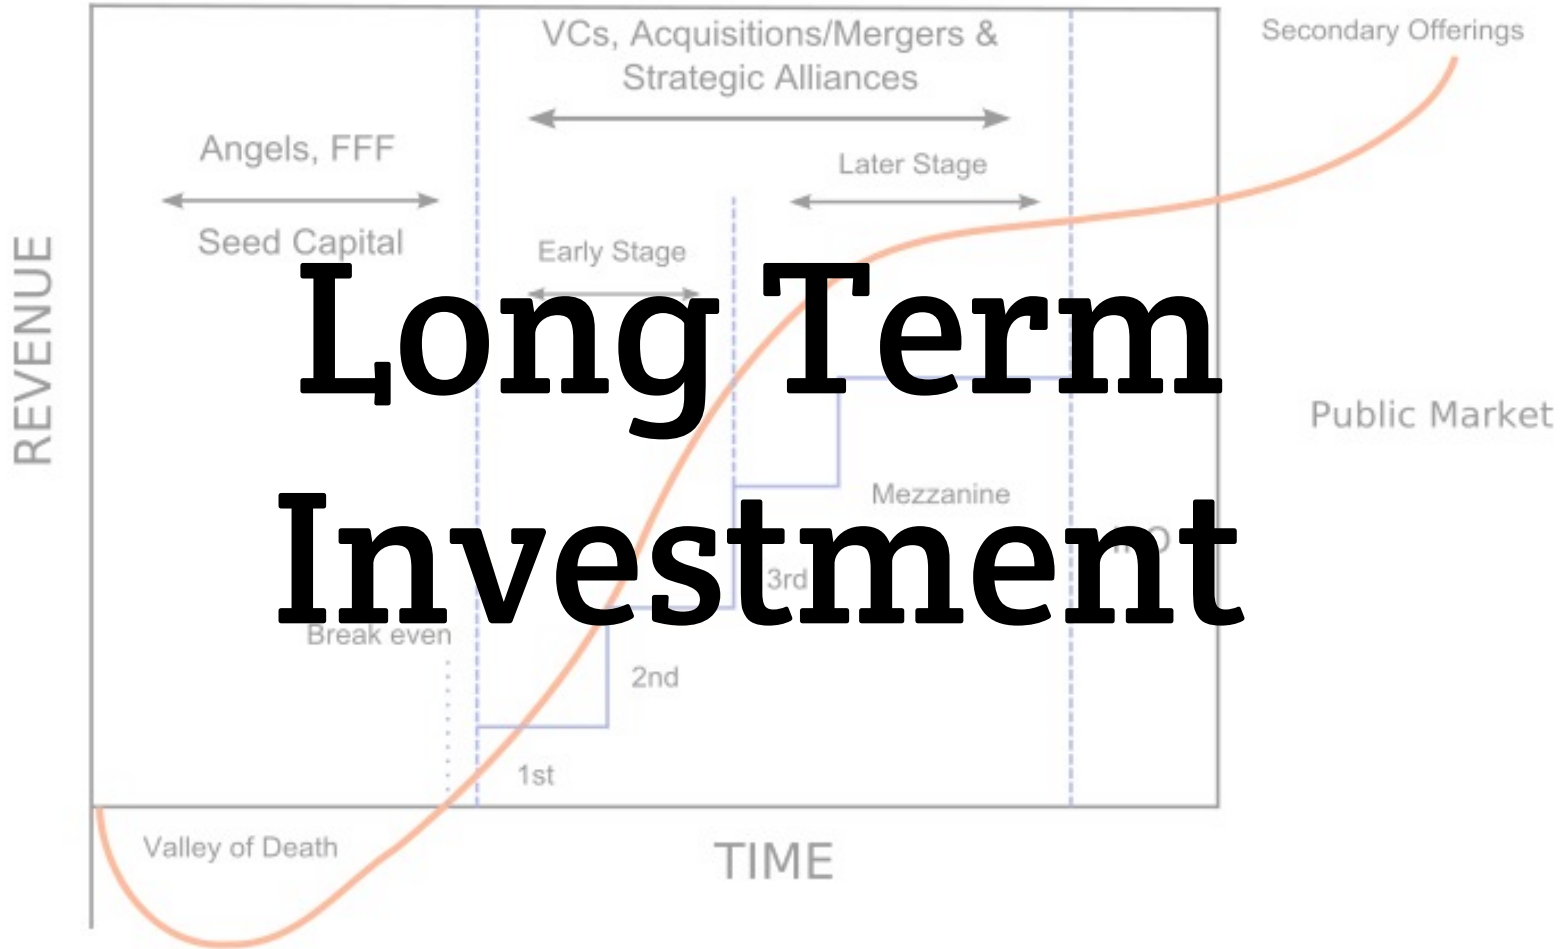 VCs, Acquisitions/Mergers &
Strategic Alliances
Secondary Offerings
Angels, FFF
Seed Capital
Later Stage
Early Stage
REVENUE
Long Term
Investment
Public Market
Mezzanine
3rd
Break even
2nd
1st
Valley of Death
TIME